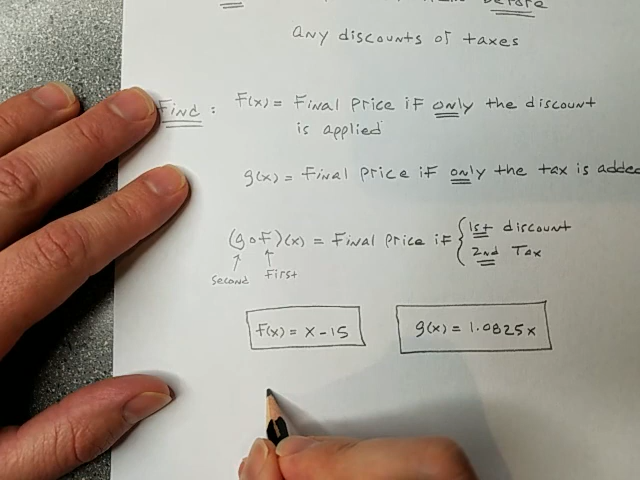 before
any discounts or taxes
Find : F(x) = Final Price if only the discount
is applied
g(x) = Final Price if only the tax is added
(g o F)(x) = Final Price if { 1st discount
2nd Tax
second First
F(x) = x - 15 g(x) = 1.0825x